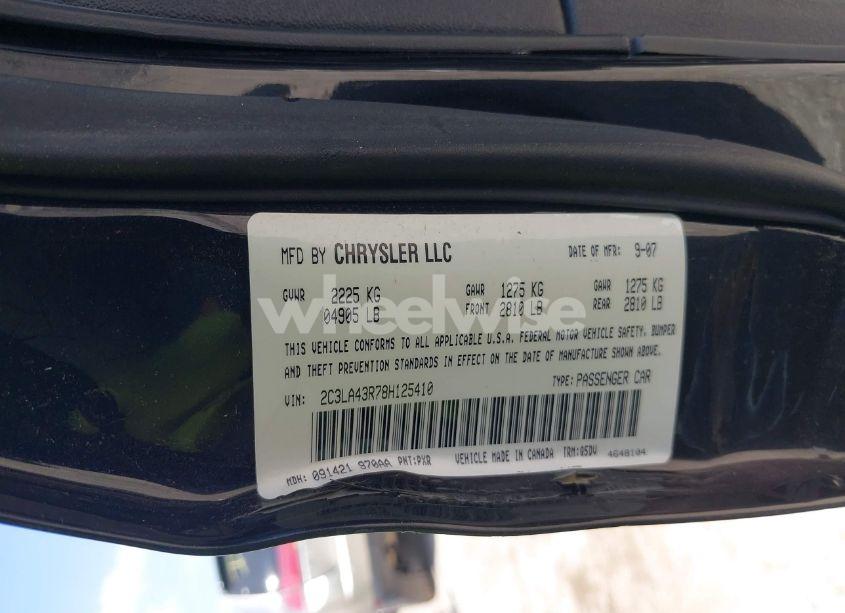 MFD BY CHRYSLER LLC DATE OF MFR: 9-07
GVWR 2225 KG GAWR 1275 KG GAWR 1275 KG
04905 LB FRONT 2810 LB REAR 2810 LB
wheelwise
THIS VEHICLE CONFORMS TO ALL APPLICABLE U.S.A. FEDERAL MOTOR VEHICLE SAFETY, BUMPER
AND THEFT PREVENTION STANDARDS IN EFFECT ON THE DATE OF MANUFACTURE SHOWN ABOVE.
VIN: 2C3LA43R78H125410 TYPE: PASSENGER CAR
MDH: 091421 970AA PNT:PXR VEHICLE MADE IN CANADA TRM:QSDV 4648104